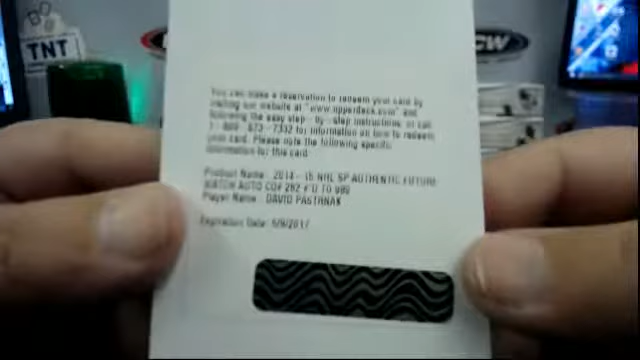 TNT
CW
You can make a reservation to redeem your card by
visiting our website at "www.upperdeck.com" and
following the easy step - by - step instructions, or call
1 - 800 - 873 - 7332 for information on how to redeem
your card. Please note the following specific
information for this card.
Product Name : 2014 - 15 NHL SP AUTHENTIC FUTURE
WATCH AUTO CO# 292 #'D TO 999
Player Name : DAVID PASTRNAK
Expiration Date: 5/9/2017